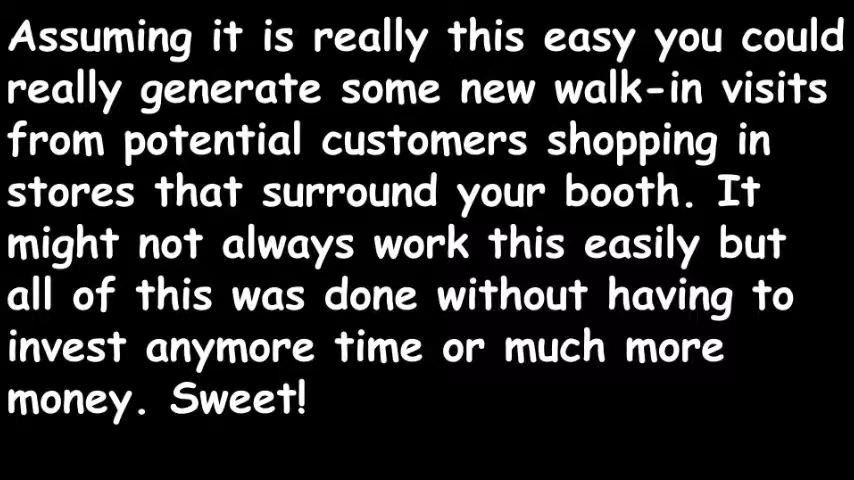 Assuming it is really this easy you could
really generate some new walk-in visits
from potential customers shopping in
stores that surround your booth. It
might not always work this easily but
all of this was done without having to
invest anymore time or much more
money. Sweet!